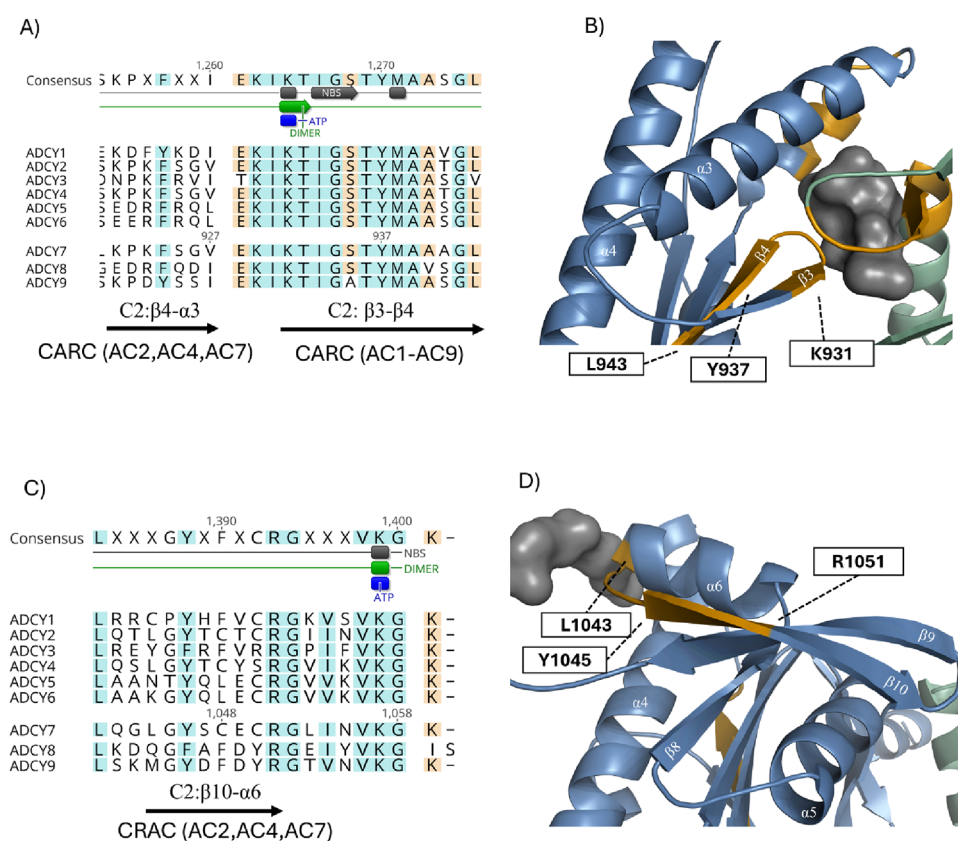 A)
1,260 1,270
Consensus S K P X F X X I E K I K T I G S T Y M A A S G L
NBS
ATP
DIMER
ADCY1 E K D F Y K D I E K I K T I G S T Y M A A V G L
ADCY2 S K P K F S G V E K I K T I G S T Y M A A T G L
ADCY3 D N P K F R V I T K I K T I G S T Y M A A S G V
ADCY4 S K P K F S G V E K I K T I G S T Y M A A T G L
ADCY5 S E E D R F R Q L E K I K T I G S T Y M A A S G L
ADCY6 S E E R F R Q L E K I K T I G S T Y M A A S G L
927 937
ADCY7 L K P K F S G V E K I K T I G S T Y M A A A G L
ADCY8 G E D R F Q D I E K I K T I G S T Y M A V S G L
ADCY9 S K P D Y S S I E K I K T I G A T Y M A A S G L
C2:β4-α3 C2: β3-β4
CARC (AC2,AC4,AC7) CARC (AC1-AC9)
B)
α3
α4
β4
β3
L943
Y937
K931
C)
1,390 1,400
Consensus L X X X G Y X F X C R G X X X V K G K -
NBS
DIMER
ATP
ADCY1 L R R C P Y H F V C R G K V S V K G K -
ADCY2 L Q T L G Y T C T C R G I I N V K G K -
ADCY3 L R E Y G F R F V R R G P I F V K G K -
ADCY4 L Q S L G Y T C Y S R G V I K V K G K -
ADCY5 L A A N T Y Q L E C R G V V K V K G K -
ADCY6 L A A K G Y Q L E C R G V V K V K G K -
1,048 1,058
ADCY7 L Q G L G Y S C E C R G L I N V K G K -
ADCY8 L K D Q G F A F D Y R G E I Y V K G I S
ADCY9 L S K M G Y D F D Y R G T V N V K G K -
C2:β10-α6
CRAC (AC2,AC4,AC7)
D)
α6
R1051
L1043
Y1045
β9
β10
α4
β8
α5